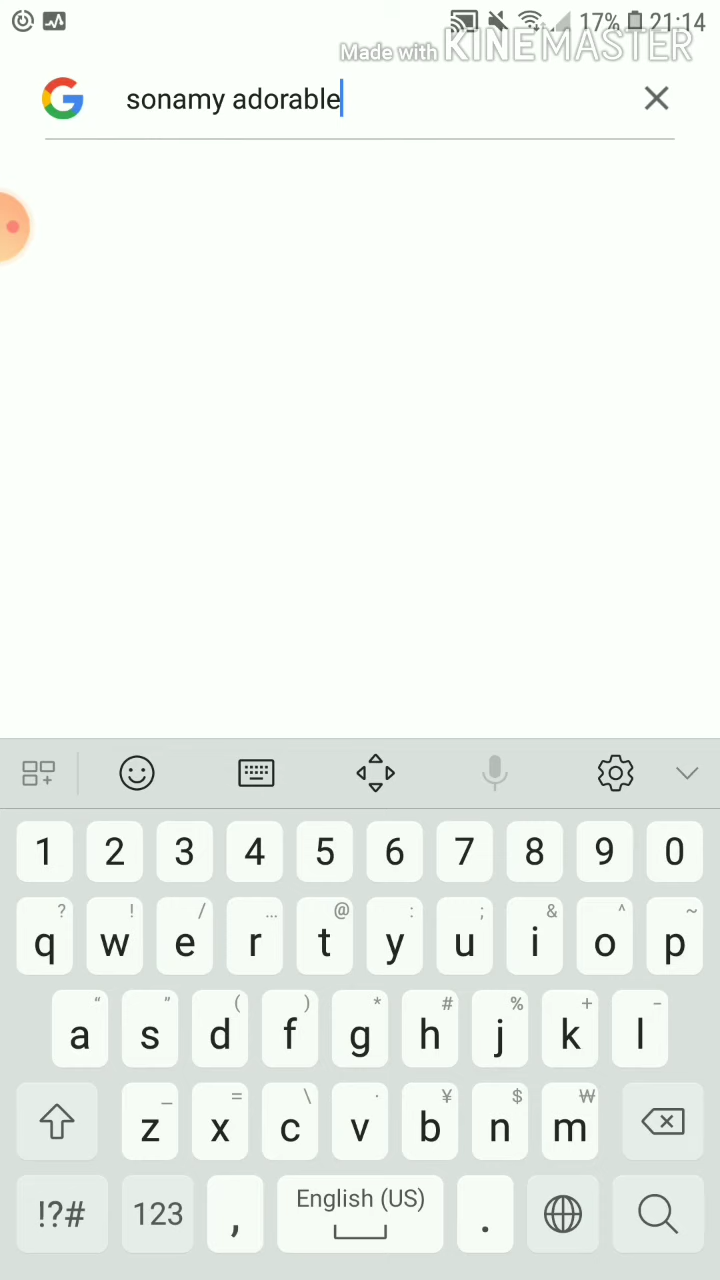 17% 21:14
Made with KINEMASTER
sonamy adorable
1 2 3 4 5 6 7 8 9 0
? ! / ... @ : ; & ^ ~
q w e r t y u i o p
“ ” ( ) * # % + -
a s d f g h j k l
_ = \ · ¥ $ ₩
z x c v b n m
!?# 123 , English (US) .